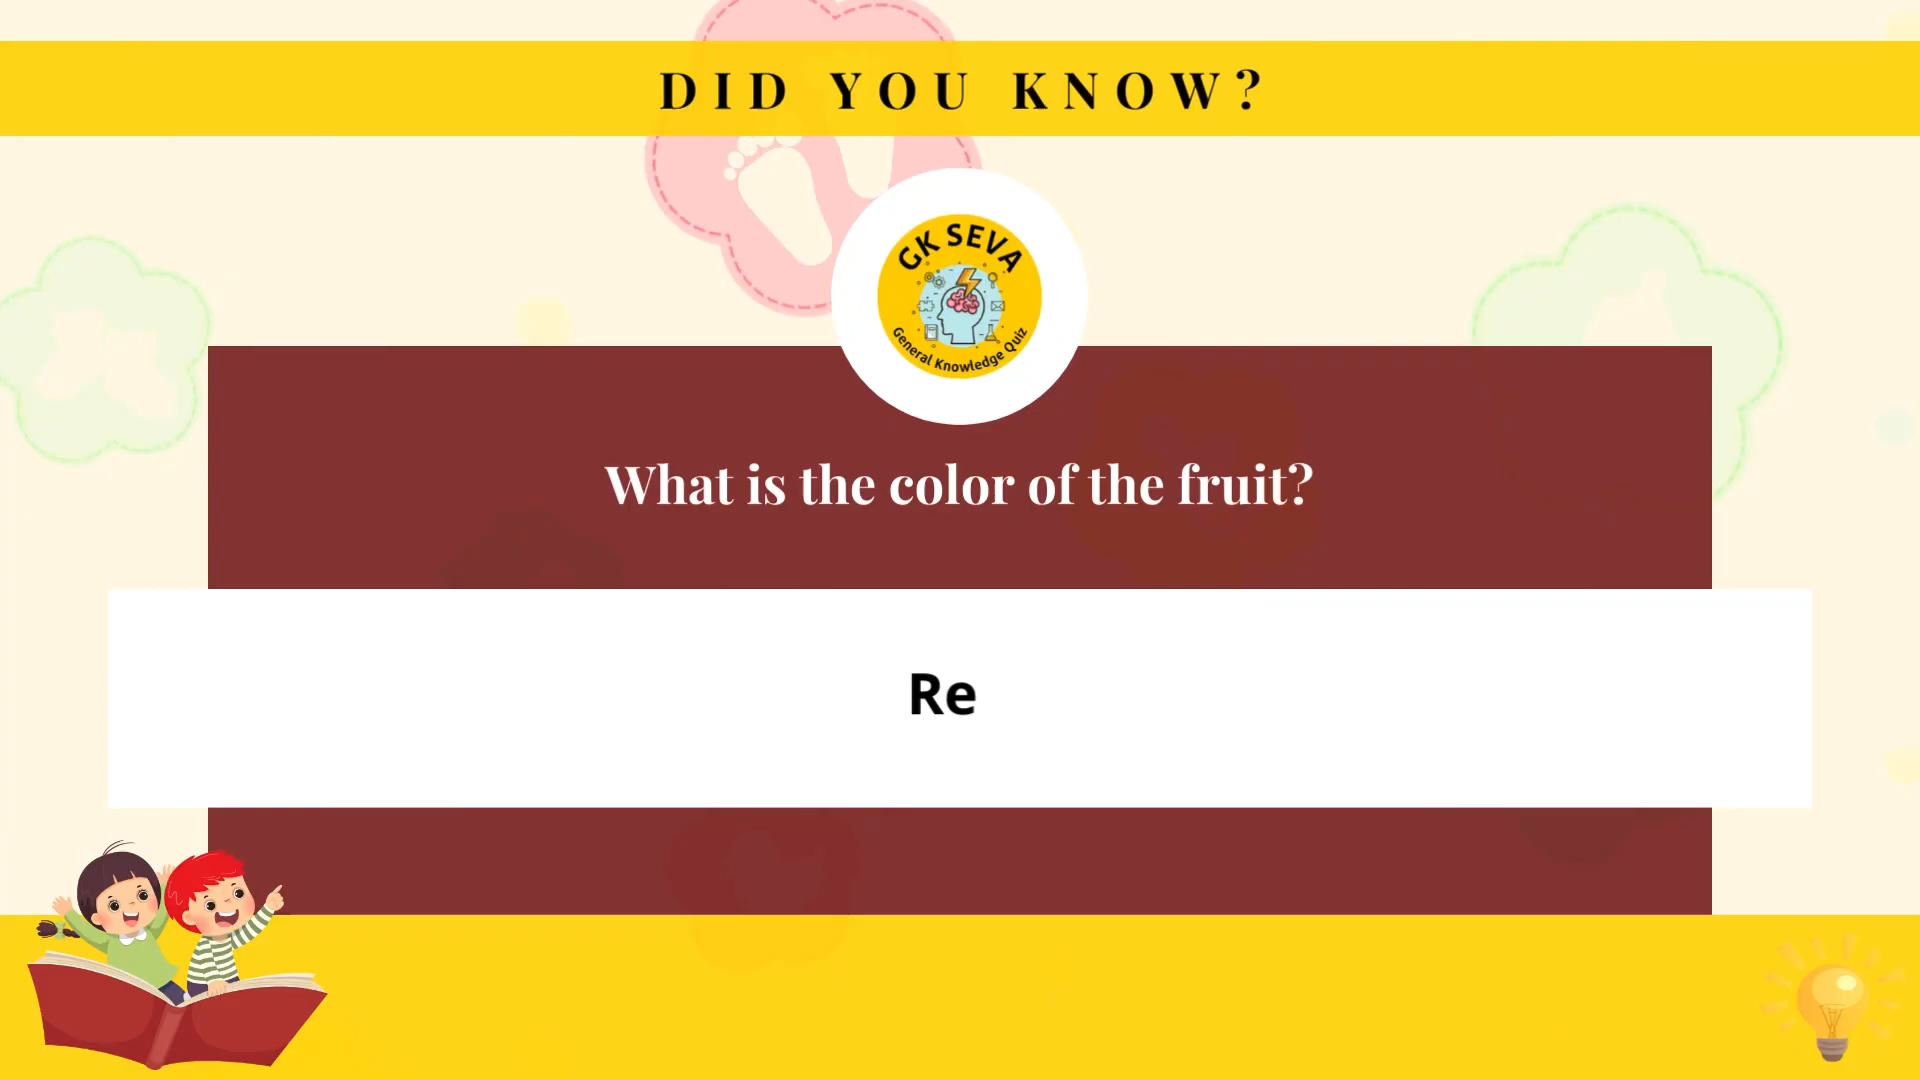 DID YOU KNOW?
GK SEVA
General Knowledge Quiz
What is the color of the fruit?
Re